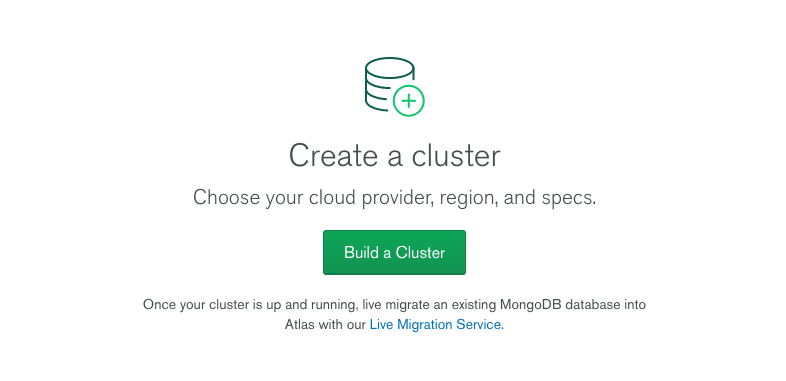 Create a cluster
Choose your cloud provider, region, and specs.
Build a Cluster
Once your cluster is up and running, live migrate an existing MongoDB database into
Atlas with our Live Migration Service.